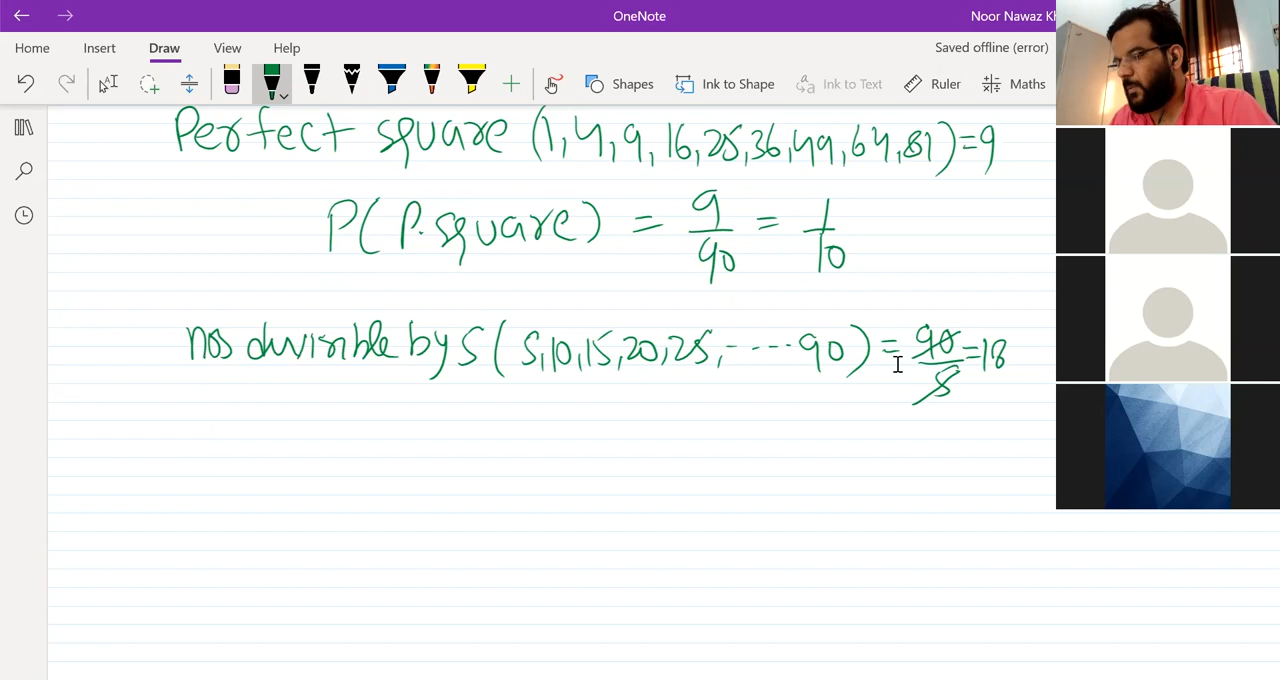 OneNote
Noor Nawaz Kh
Home Insert Draw View Help
Saved offline (error)
Shapes Ink to Shape Ink to Text Ruler Maths
Perfect square (1,4,9,16,25,36,49,64,81)=9
P( P.square) = 9/90 = 1/10
nos divisible by 5( 5,10,15,20,25,-----90) = 90/5=18